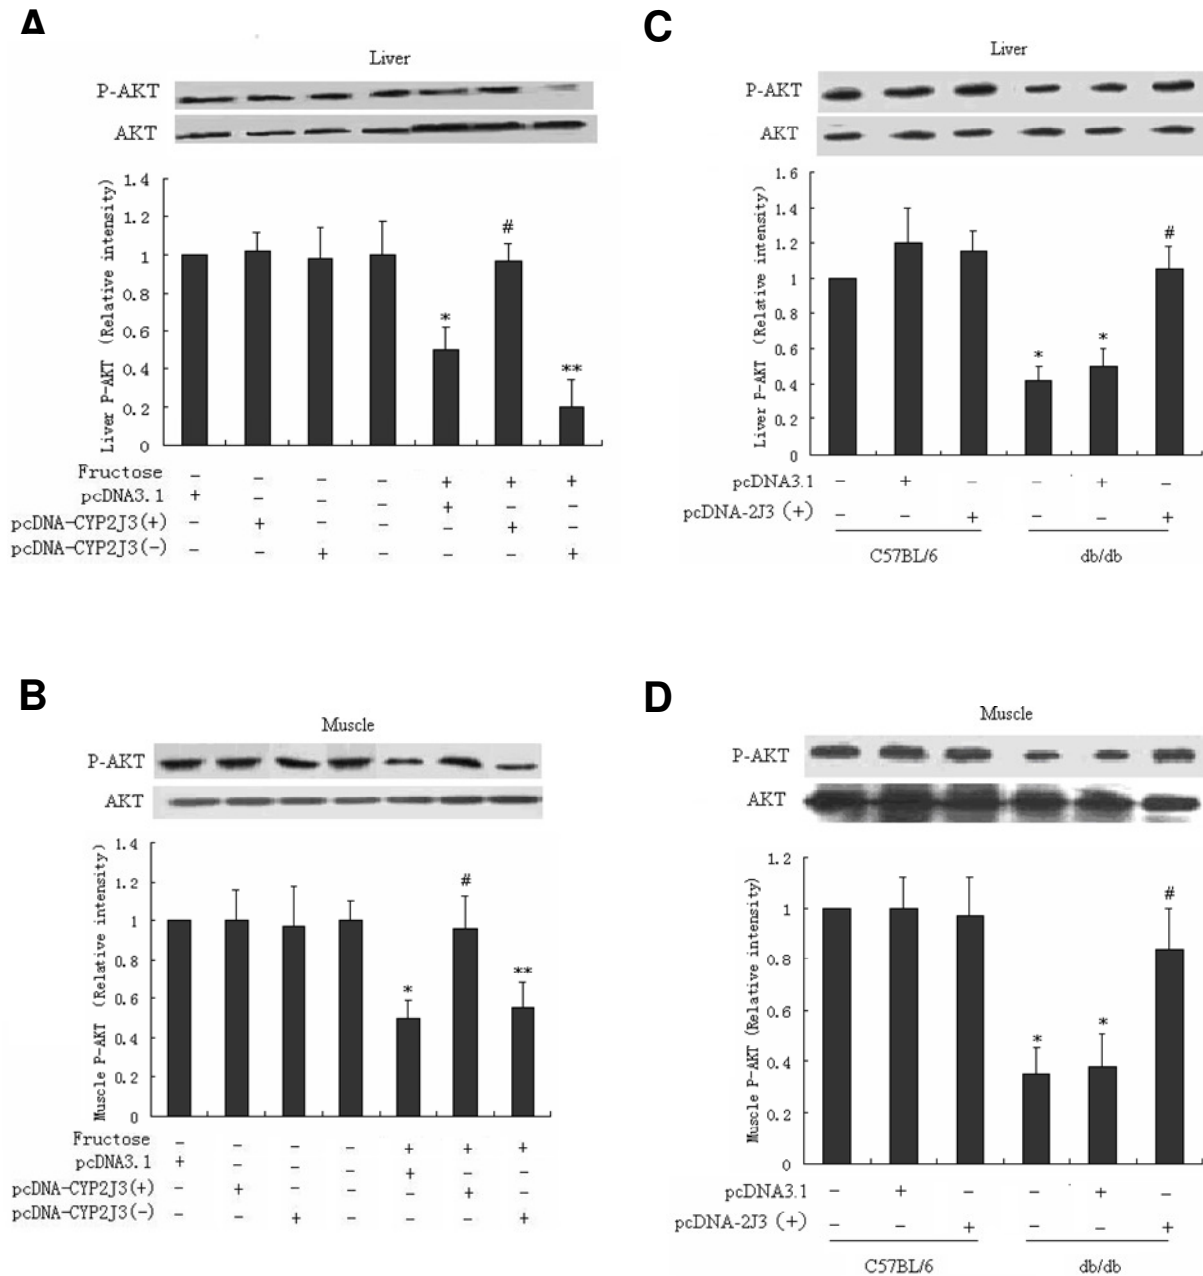 A
Liver
P-AKT
AKT
Liver P-AKT (Relative intensity)
1.4
1.2
1
0.8
0.6
0.4
0.2
0
*
#
**
Fructose - - - - + + +
pcDNA3.1 + - - - + - -
pcDNA-CYP2J3(+) - + - - - + -
pcDNA-CYP2J3(-) - - + - - - +
C
Liver
P-AKT
AKT
Liver P-AKT (Relative intensity)
1.6
1.4
1.2
1
0.8
0.6
0.4
0.2
0
*
*
#
pcDNA3.1 - + - - + -
pcDNA-2J3 (+) - - + - - +
C57BL/6 db/db
B
Muscle
P-AKT
AKT
Muscle P-AKT (Relative intensity)
1.4
1.2
1
0.8
0.6
0.4
0.2
0
*
#
**
Fructose - - - - + + +
pcDNA3.1 + - - - + - -
pcDNA-CYP2J3(+) - + - - - + -
pcDNA-CYP2J3(-) - - + - - - +
D
Muscle
P-AKT
AKT
Muscle P-AKT (Relative intensity)
1.2
1
0.8
0.6
0.4
0.2
0
*
*
#
pcDNA3.1 - + - - + -
pcDNA-2J3 (+) - - + - - +
C57BL/6 db/db